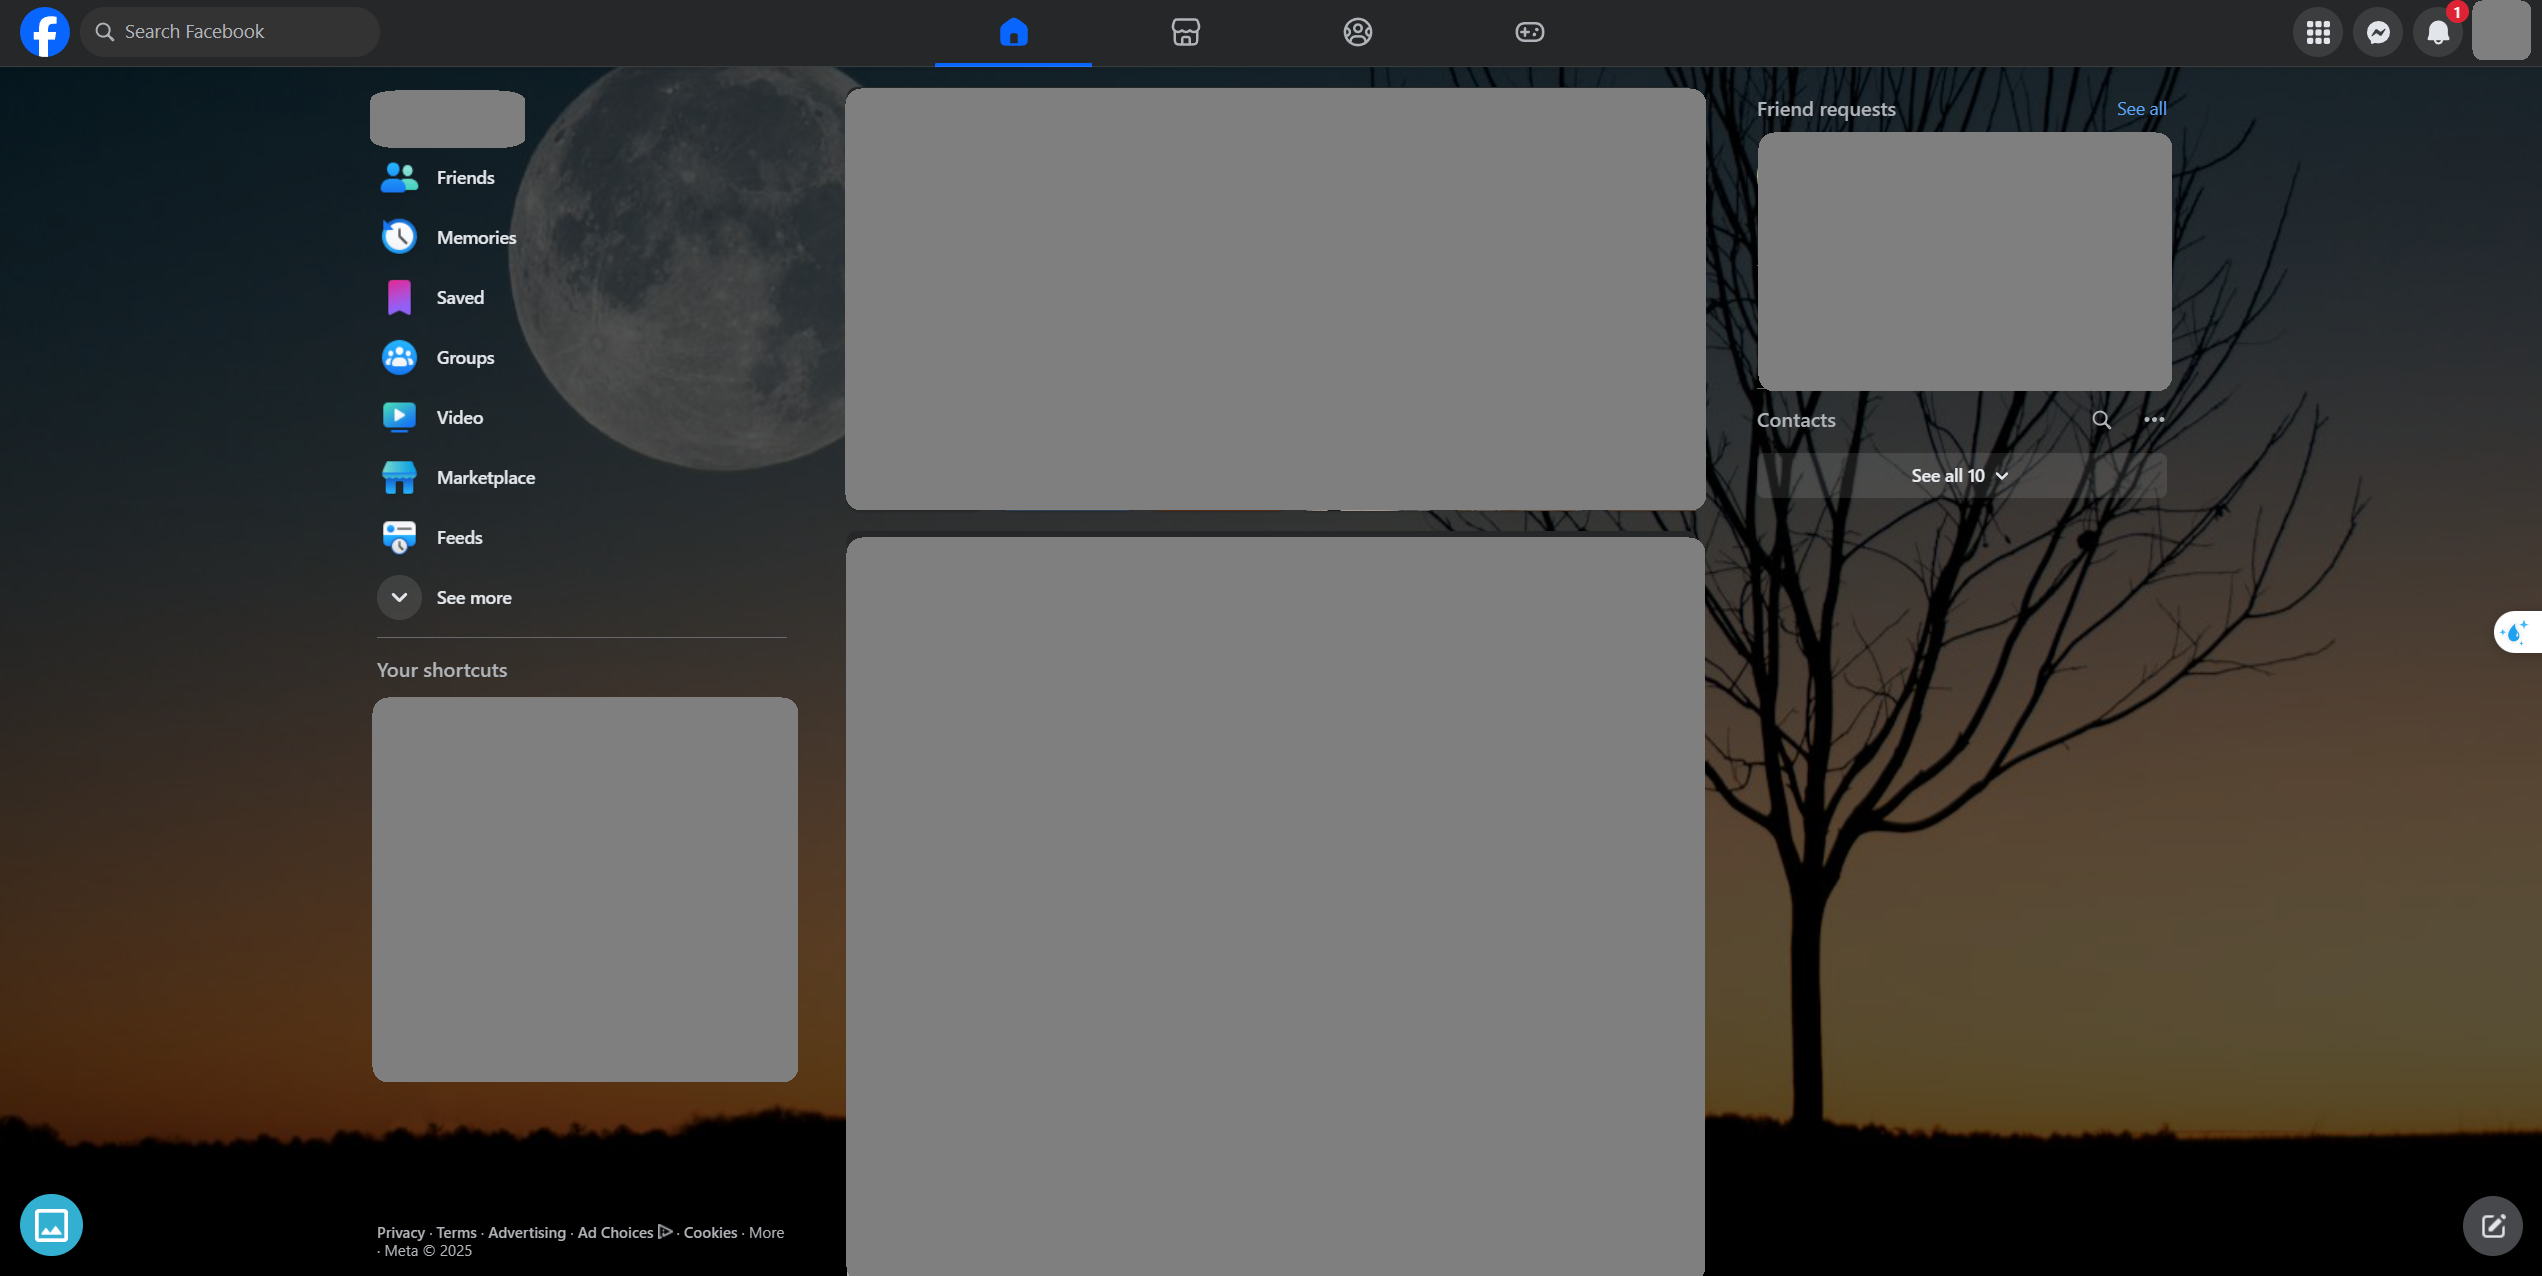 Search Facebook
1
Friends
Memories
Saved
Groups
Video
Marketplace
Feeds
See more
Your shortcuts
Privacy · Terms · Advertising · Ad Choices · Cookies · More
· Meta © 2025
Friend requests
See all
Contacts
See all 10